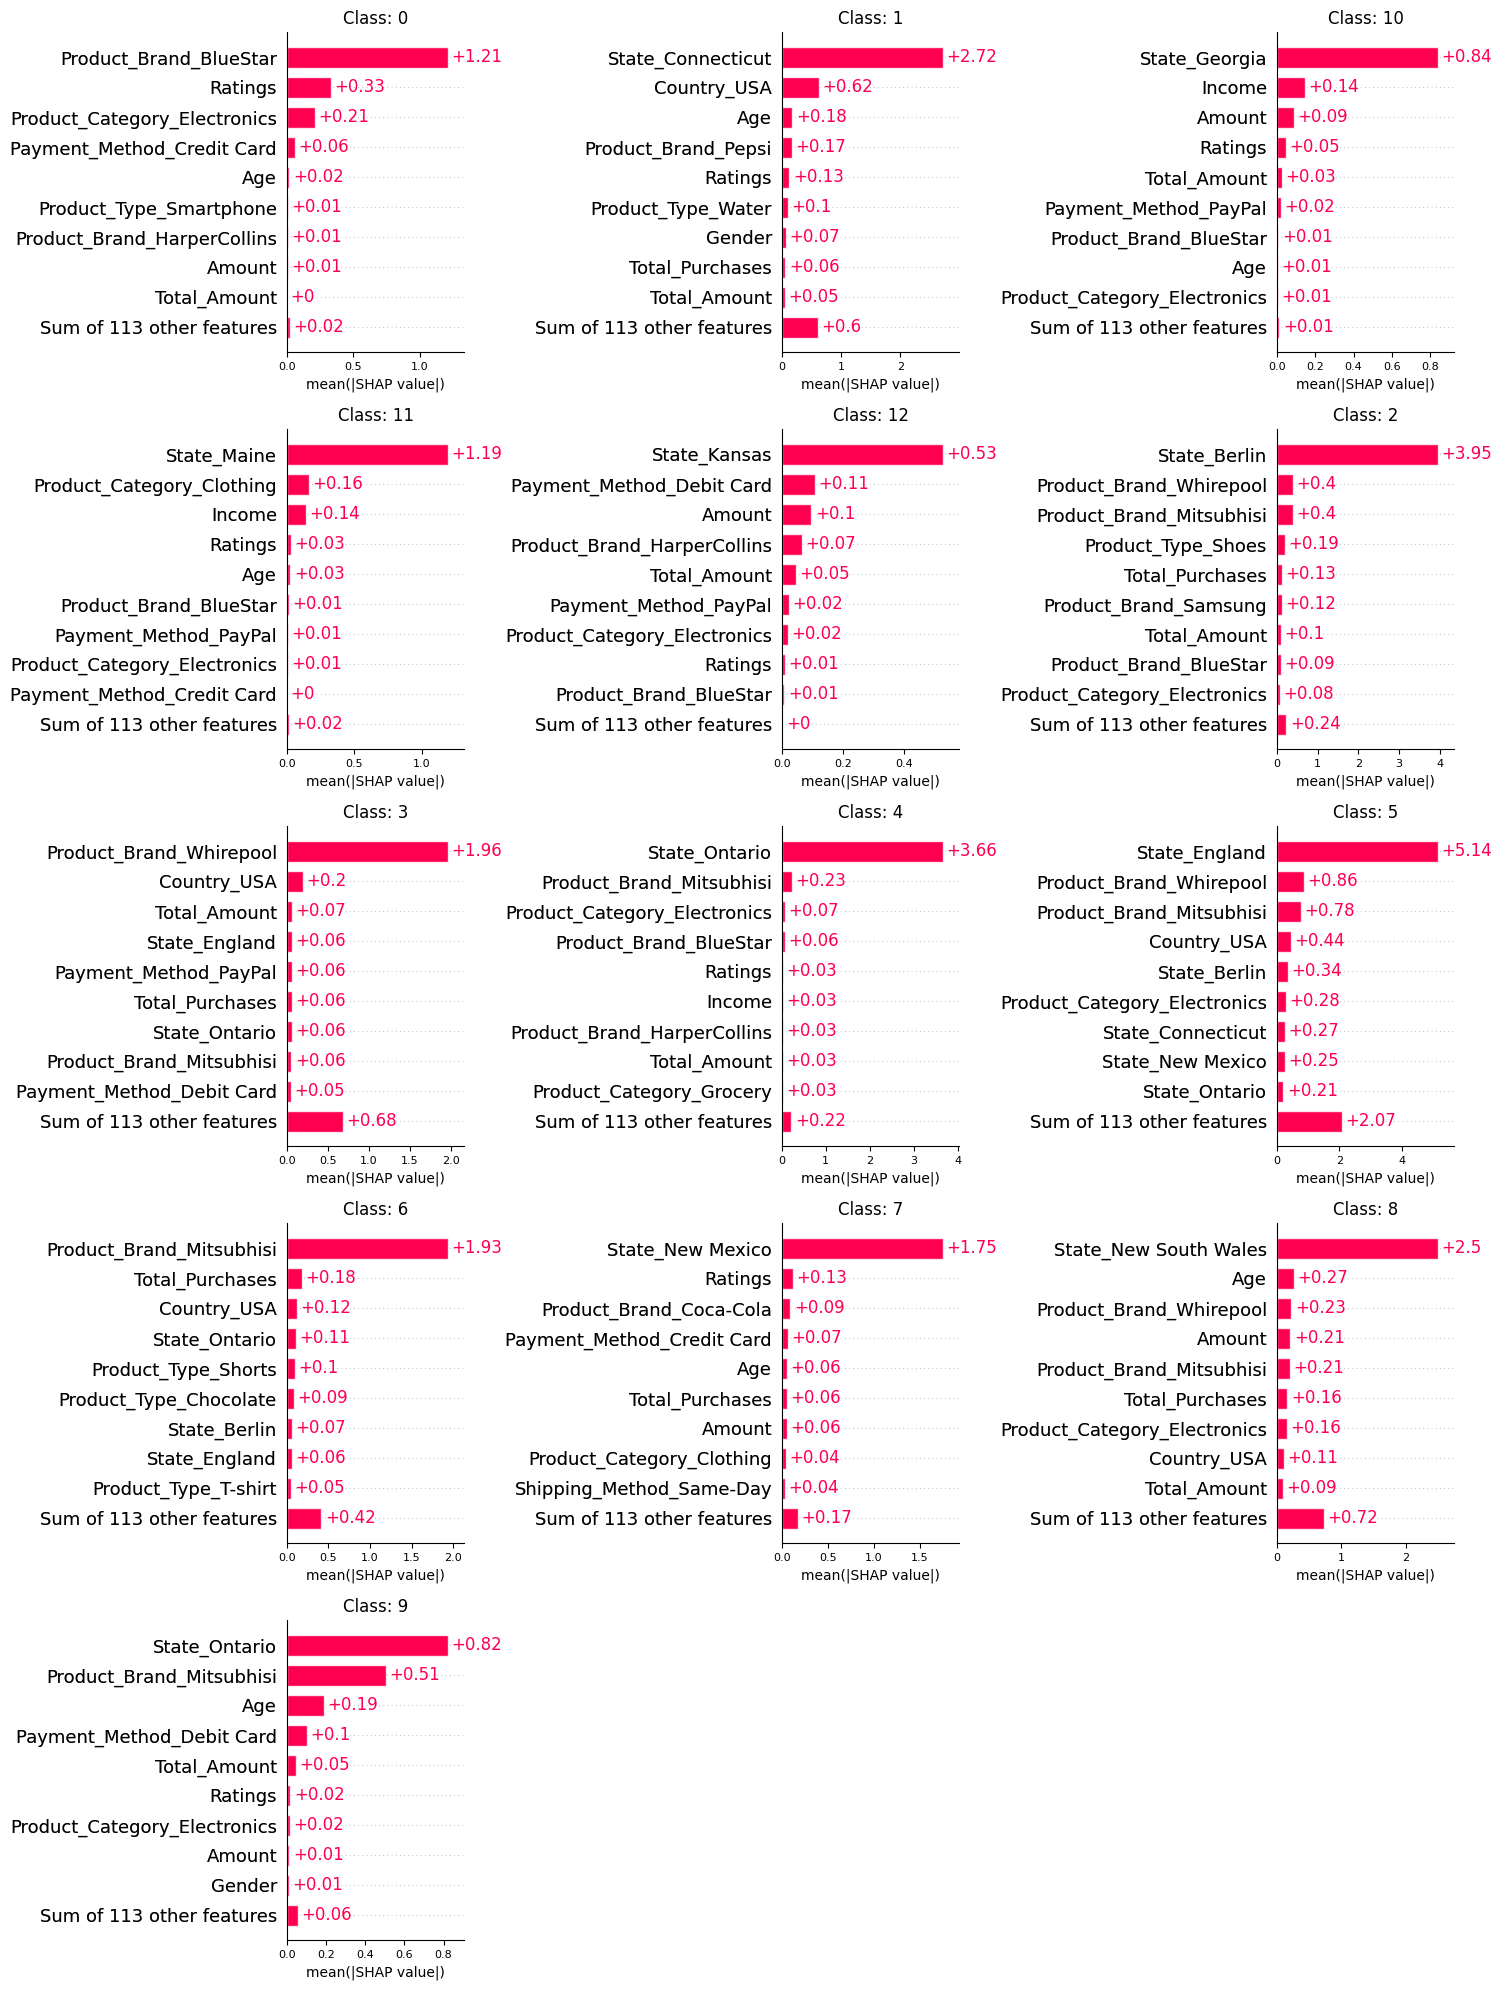 Class: 0
Product_Brand_BlueStar +1.21
Ratings +0.33
Product_Category_Electronics +0.21
Payment_Method_Credit Card +0.06
Age +0.02
Product_Type_Smartphone +0.01
Product_Brand_HarperCollins +0.01
Amount +0.01
Total_Amount +0
Sum of 113 other features +0.02
0.0 0.5 1.0
mean(|SHAP value|)
Class: 1
State_Connecticut +2.72
Country_USA +0.62
Age +0.18
Product_Brand_Pepsi +0.17
Ratings +0.13
Product_Type_Water +0.1
Gender +0.07
Total_Purchases +0.06
Total_Amount +0.05
Sum of 113 other features +0.6
0 1 2
mean(|SHAP value|)
Class: 10
State_Georgia +0.84
Income +0.14
Amount +0.09
Ratings +0.05
Total_Amount +0.03
Payment_Method_PayPal +0.02
Product_Brand_BlueStar +0.01
Age +0.01
Product_Category_Electronics +0.01
Sum of 113 other features +0.01
0.0 0.2 0.4 0.6 0.8
mean(|SHAP value|)
Class: 11
State_Maine +1.19
Product_Category_Clothing +0.16
Income +0.14
Ratings +0.03
Age +0.03
Product_Brand_BlueStar +0.01
Payment_Method_PayPal +0.01
Product_Category_Electronics +0.01
Payment_Method_Credit Card +0
Sum of 113 other features +0.02
0.0 0.5 1.0
mean(|SHAP value|)
Class: 12
State_Kansas +0.53
Payment_Method_Debit Card +0.11
Amount +0.1
Product_Brand_HarperCollins +0.07
Total_Amount +0.05
Payment_Method_PayPal +0.02
Product_Category_Electronics +0.02
Ratings +0.01
Product_Brand_BlueStar +0.01
Sum of 113 other features +0
0.0 0.2 0.4
mean(|SHAP value|)
Class: 2
State_Berlin +3.95
Product_Brand_Whirepool +0.4
Product_Brand_Mitsubhisi +0.4
Product_Type_Shoes +0.19
Total_Purchases +0.13
Product_Brand_Samsung +0.12
Total_Amount +0.1
Product_Brand_BlueStar +0.09
Product_Category_Electronics +0.08
Sum of 113 other features +0.24
0 1 2 3 4
mean(|SHAP value|)
Class: 3
Product_Brand_Whirepool +1.96
Country_USA +0.2
Total_Amount +0.07
State_England +0.06
Payment_Method_PayPal +0.06
Total_Purchases +0.06
State_Ontario +0.06
Product_Brand_Mitsubhisi +0.06
Payment_Method_Debit Card +0.05
Sum of 113 other features +0.68
0.0 0.5 1.0 1.5 2.0
mean(|SHAP value|)
Class: 4
State_Ontario +3.66
Product_Brand_Mitsubhisi +0.23
Product_Category_Electronics +0.07
Product_Brand_BlueStar +0.06
Ratings +0.03
Income +0.03
Product_Brand_HarperCollins +0.03
Total_Amount +0.03
Product_Category_Grocery +0.03
Sum of 113 other features +0.22
0 1 2 3 4
mean(|SHAP value|)
Class: 5
State_England +5.14
Product_Brand_Whirepool +0.86
Product_Brand_Mitsubhisi +0.78
Country_USA +0.44
State_Berlin +0.34
Product_Category_Electronics +0.28
State_Connecticut +0.27
State_New Mexico +0.25
State_Ontario +0.21
Sum of 113 other features +2.07
0 2 4
mean(|SHAP value|)
Class: 6
Product_Brand_Mitsubhisi +1.93
Total_Purchases +0.18
Country_USA +0.12
State_Ontario +0.11
Product_Type_Shorts +0.1
Product_Type_Chocolate +0.09
State_Berlin +0.07
State_England +0.06
Product_Type_T-shirt +0.05
Sum of 113 other features +0.42
0.0 0.5 1.0 1.5 2.0
mean(|SHAP value|)
Class: 7
State_New Mexico +1.75
Ratings +0.13
Product_Brand_Coca-Cola +0.09
Payment_Method_Credit Card +0.07
Age +0.06
Total_Purchases +0.06
Amount +0.06
Product_Category_Clothing +0.04
Shipping_Method_Same-Day +0.04
Sum of 113 other features +0.17
0.0 0.5 1.0 1.5
mean(|SHAP value|)
Class: 8
State_New South Wales +2.5
Age +0.27
Product_Brand_Whirepool +0.23
Amount +0.21
Product_Brand_Mitsubhisi +0.21
Total_Purchases +0.16
Product_Category_Electronics +0.16
Country_USA +0.11
Total_Amount +0.09
Sum of 113 other features +0.72
0 1 2
mean(|SHAP value|)
Class: 9
State_Ontario +0.82
Product_Brand_Mitsubhisi +0.51
Age +0.19
Payment_Method_Debit Card +0.1
Total_Amount +0.05
Ratings +0.02
Product_Category_Electronics +0.02
Amount +0.01
Gender +0.01
Sum of 113 other features +0.06
0.0 0.2 0.4 0.6 0.8
mean(|SHAP value|)